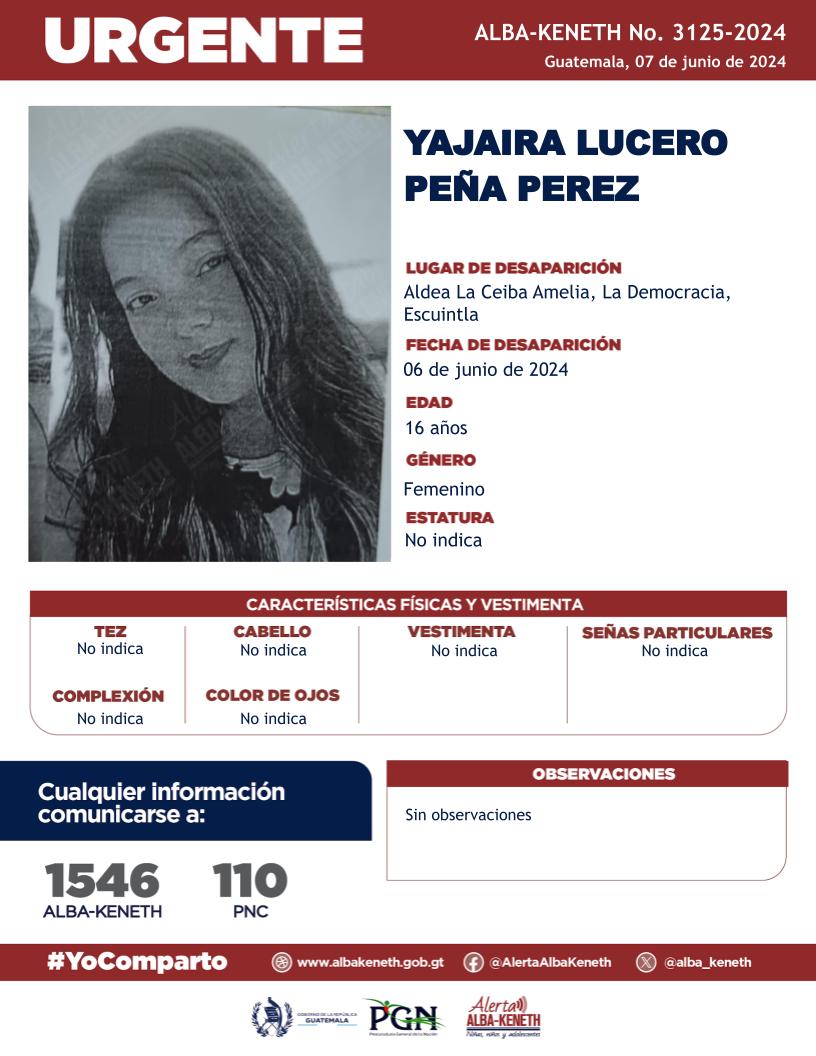 URGENTE
ALBA-KENETH No. 3125-2024
Guatemala, 07 de junio de 2024
YAJAIRA LUCERO
PEÑA PEREZ
LUGAR DE DESAPARICIÓN
Aldea La Ceiba Amelia, La Democracia,
Escuintla
FECHA DE DESAPARICIÓN
06 de junio de 2024
EDAD
16 años
GÉNERO
Femenino
ESTATURA
No indica
CARACTERÍSTICAS FÍSICAS Y VESTIMENTA
TEZ
No indica
CABELLO
No indica
VESTIMENTA
No indica
SEÑAS PARTICULARES
No indica
COMPLEXIÓN
No indica
COLOR DE OJOS
No indica
Cualquier información
comunicarse a:
1546
ALBA-KENETH
110
PNC
OBSERVACIONES
Sin observaciones
#YoComparto
www.albakeneth.gob.gt
@AlertaAlbaKeneth
@alba_keneth
GOBIERNO DE LA REPÚBLICA
GUATEMALA
PGN
Procuraduría General de la Nación
Alerta
ALBA-KENETH
Niñas, niños y adolescentes